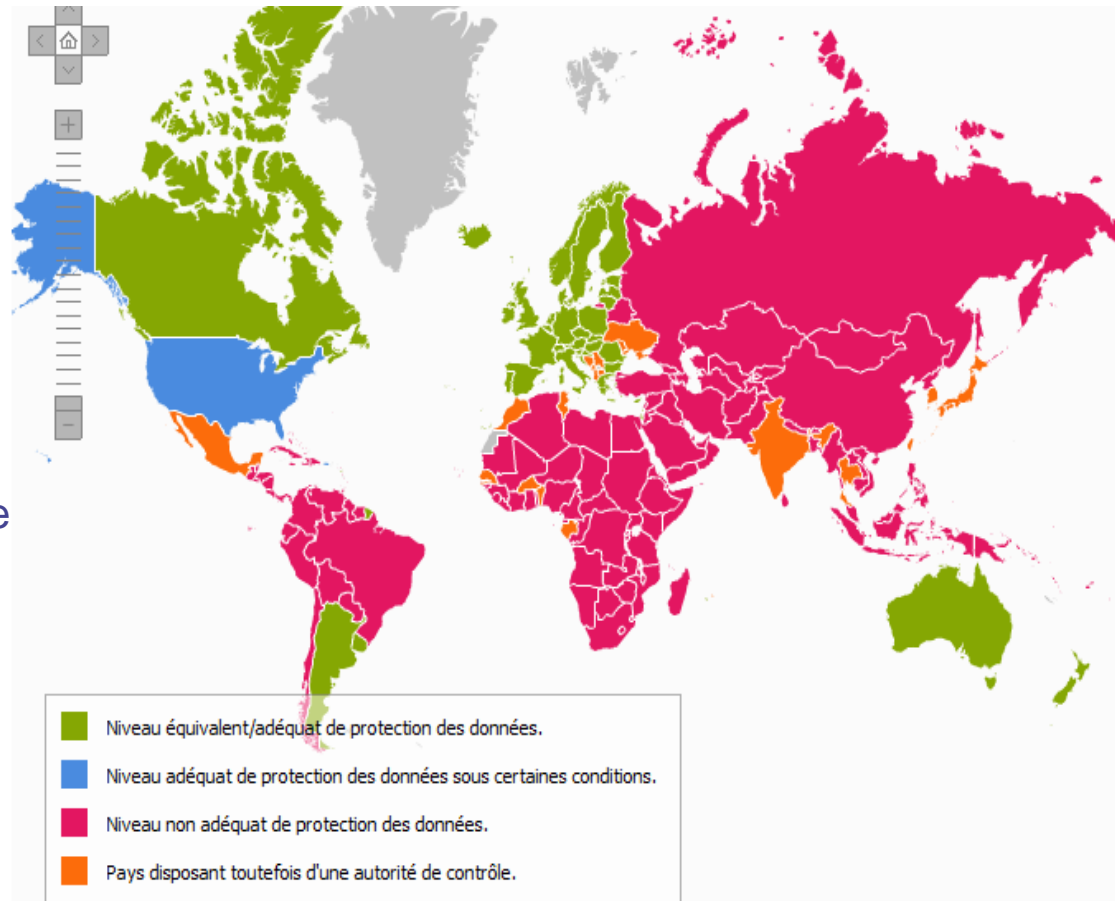 e
Niveau équivalent/adéquat de protection des données.
Niveau adéquat de protection des données sous certaines conditions.
Niveau non adéquat de protection des données.
Pays disposant toutefois d'une autorité de contrôle.